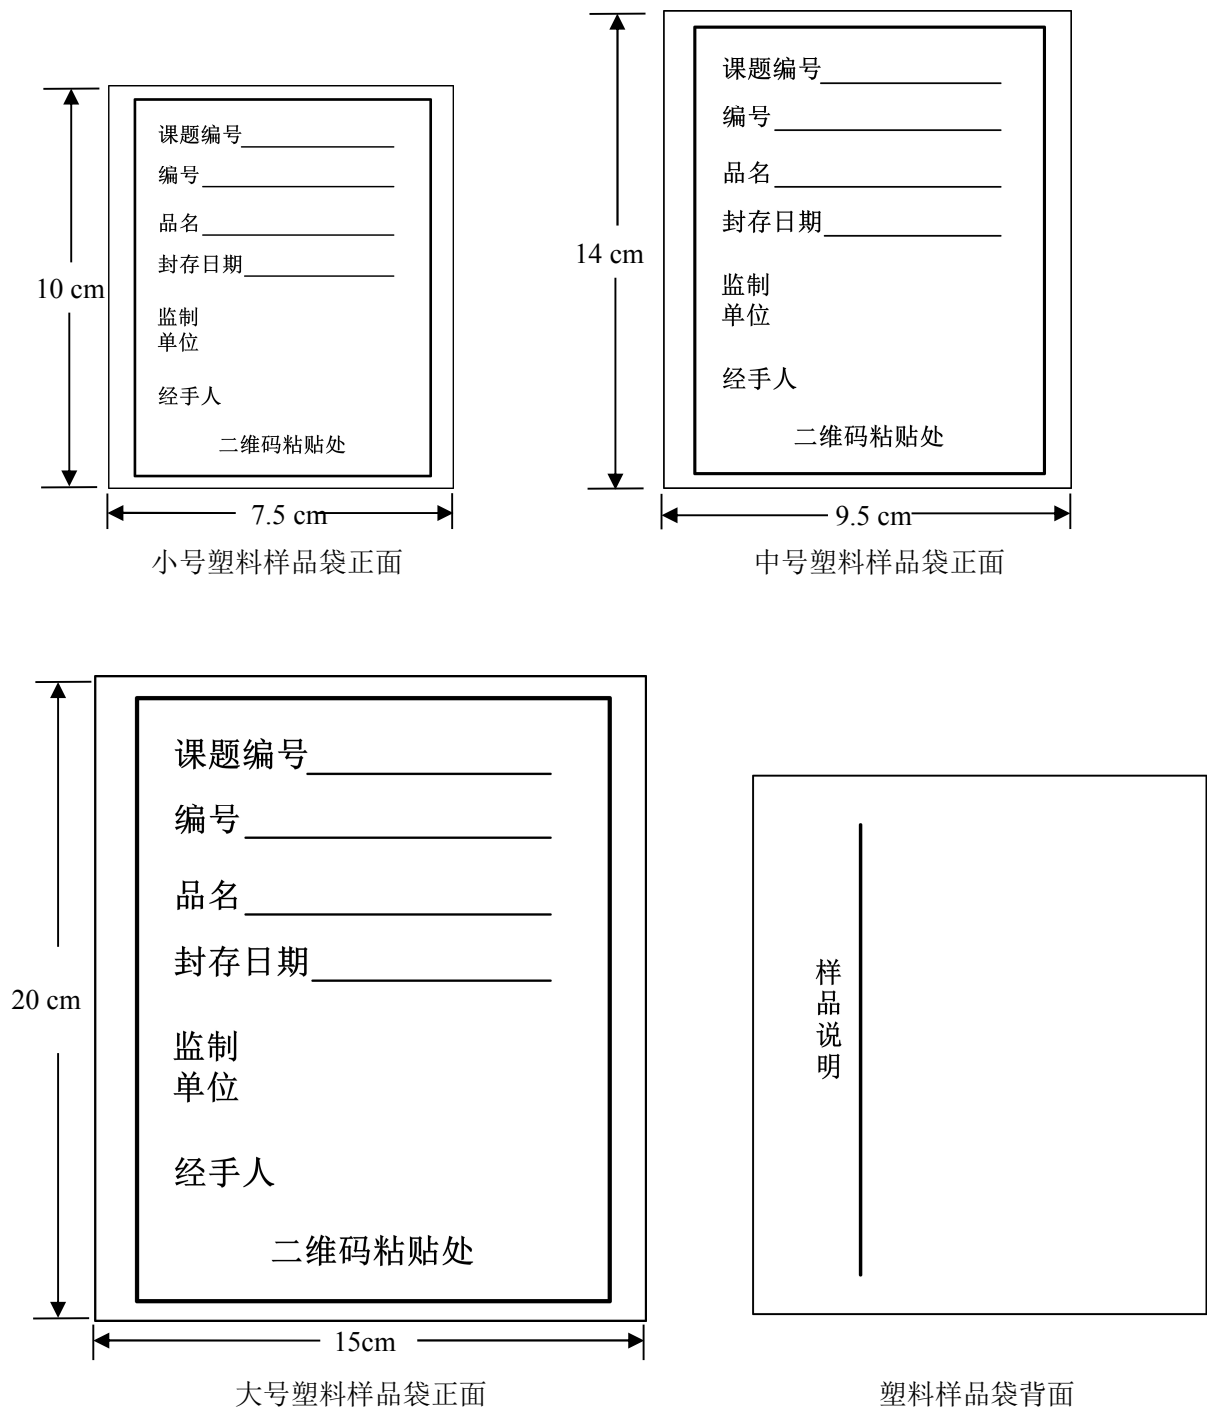 课题编号
编号
品名
封存日期
监制
单位
经手人
二维码粘贴处
10 cm
7.5 cm
小号塑料样品袋正面
课题编号
编号
品名
封存日期
监制
单位
经手人
二维码粘贴处
14 cm
9.5 cm
中号塑料样品袋正面
课题编号
编号
品名
封存日期
监制
单位
经手人
二维码粘贴处
20 cm
15cm
大号塑料样品袋正面
样品说明
塑料样品袋背面